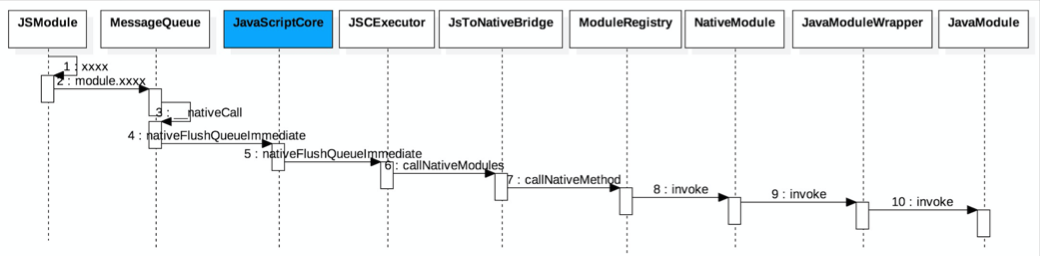 JSModule
MessageQueue
JavaScriptCore
JSCExecutor
JsToNativeBridge
ModuleRegistry
NativeModule
JavaModuleWrapper
JavaModule
1 : xxxx
2 : module.xxxx
3 : __nativeCall
4 : nativeFlushQueueImmediate
5 : nativeFlushQueueImmediate
6 : callNativeModules
7 : callNativeMethod
8 : invoke
9 : invoke
10 : invoke